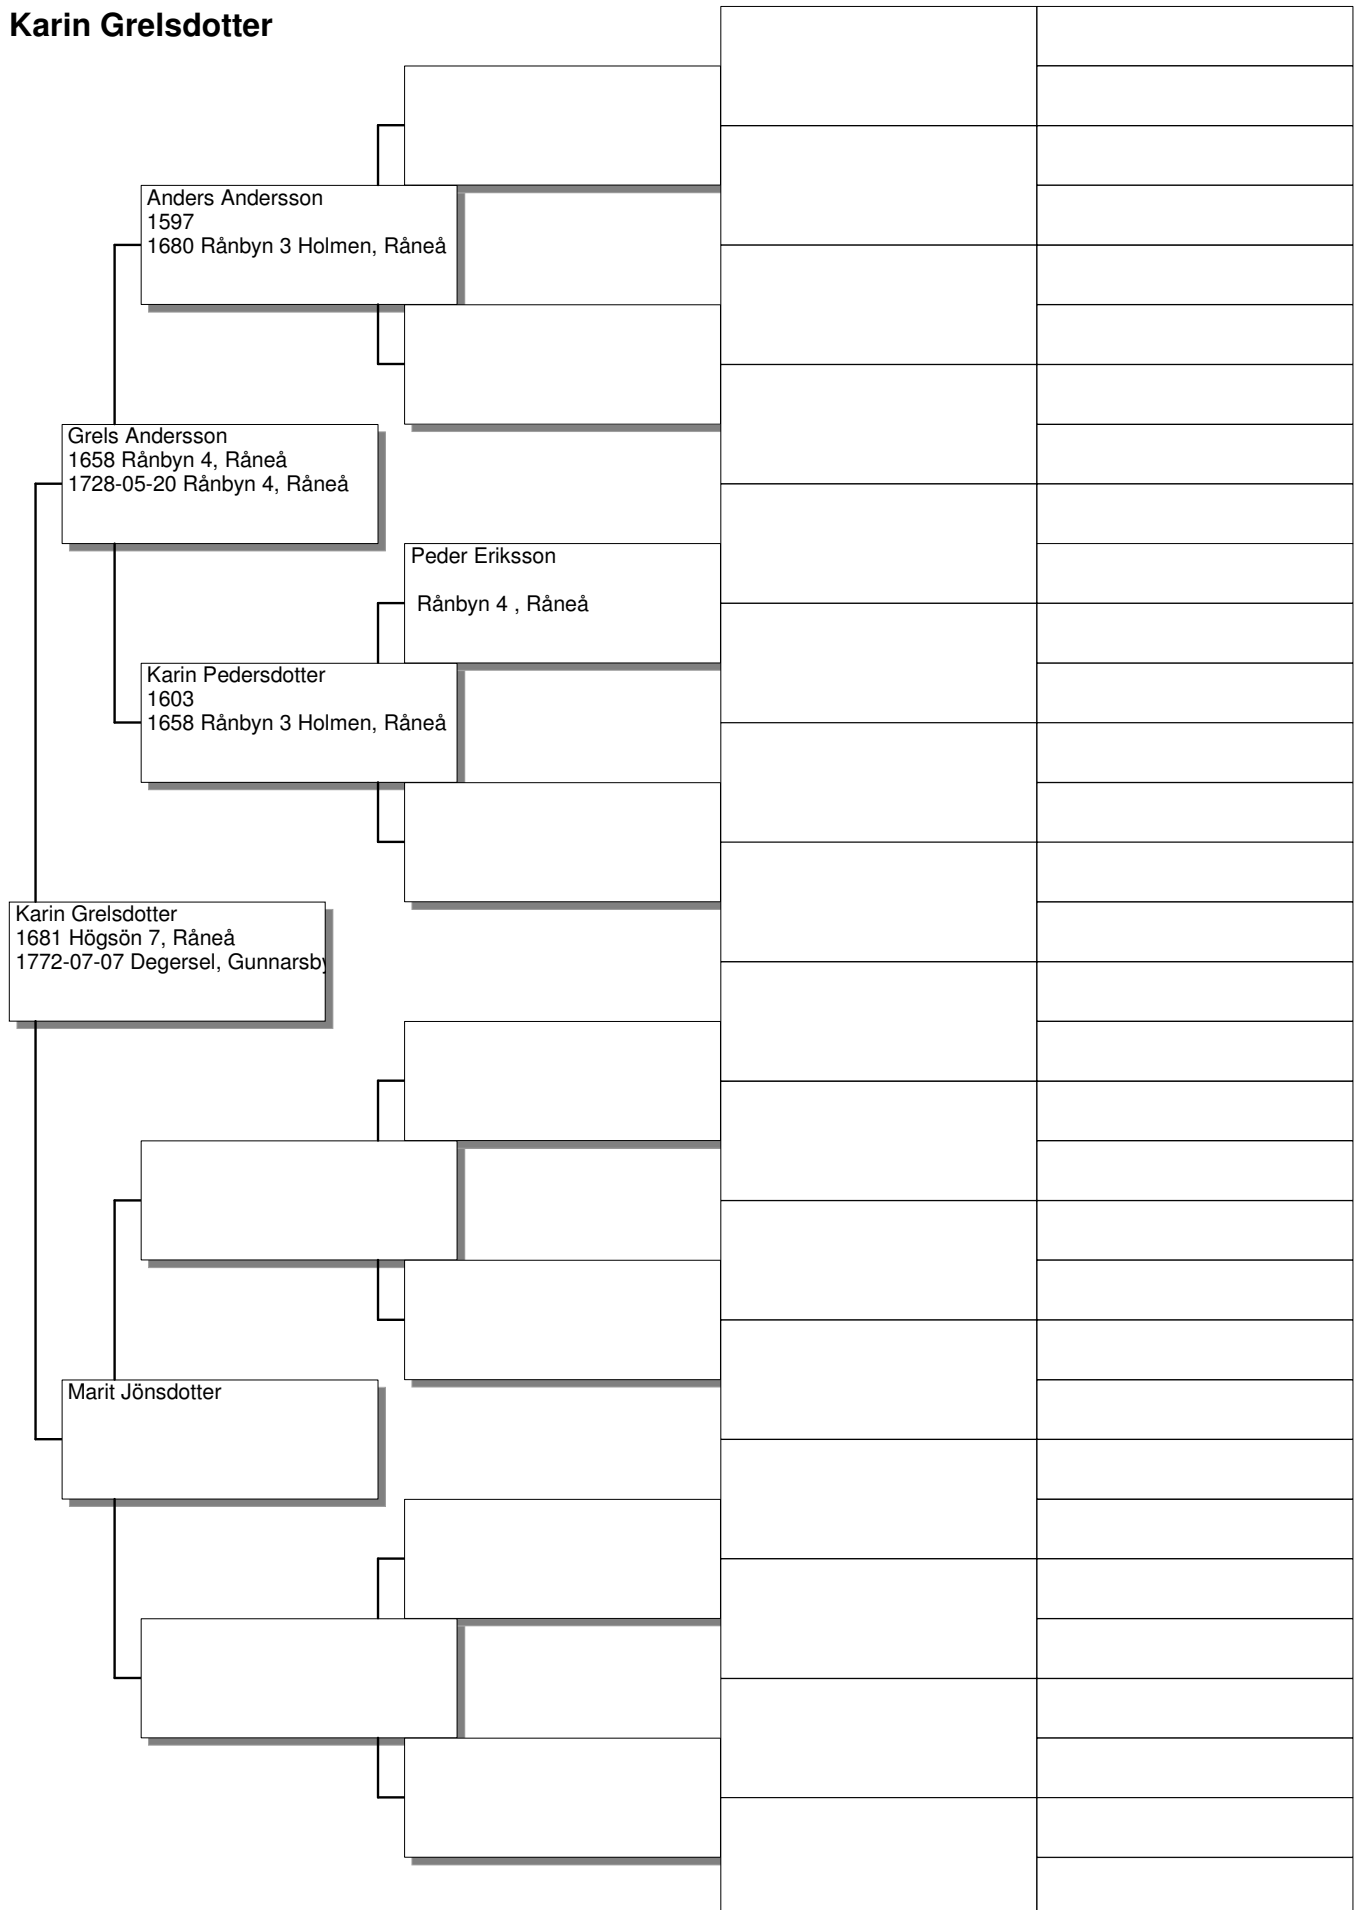 Karin Grelsdotter
Anders Andersson
1597
1680 Rånbyn 3 Holmen, Råneå
Grels Andersson
1658 Rånbyn 4, Råneå
1728-05-20 Rånbyn 4, Råneå
Peder Eriksson
Rånbyn 4 , Råneå
Karin Pedersdotter
1603
1658 Rånbyn 3 Holmen, Råneå
Karin Grelsdotter
1681 Högsön 7, Råneå
1772-07-07 Degersel, Gunnarsby
Marit Jönsdotter